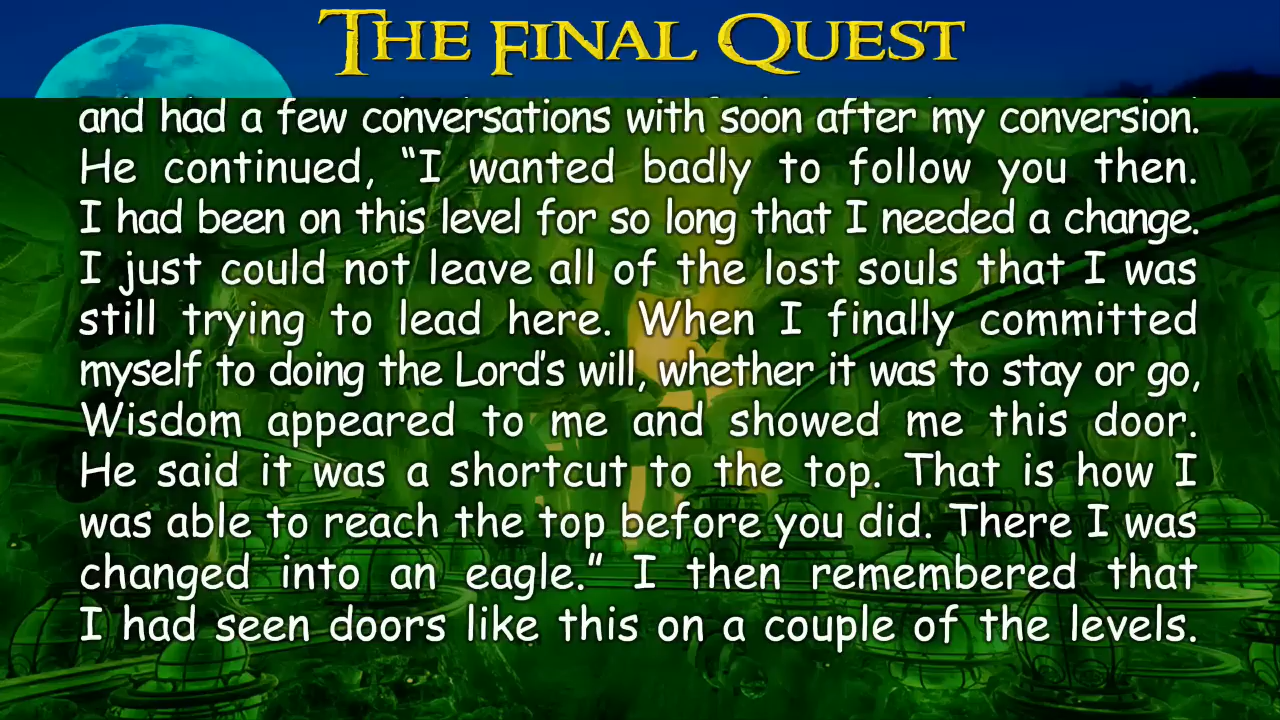 THE FINAL QUEST
and had a few conversations with soon after my conversion.
He continued, “I wanted badly to follow you then.
I had been on this level for so long that I needed a change.
I just could not leave all of the lost souls that I was
still trying to lead here. When I finally committed
myself to doing the Lord’s will, whether it was to stay or go,
Wisdom appeared to me and showed me this door.
He said it was a shortcut to the top. That is how I
was able to reach the top before you did. There I was
changed into an eagle.” I then remembered that
I had seen doors like this on a couple of the levels.